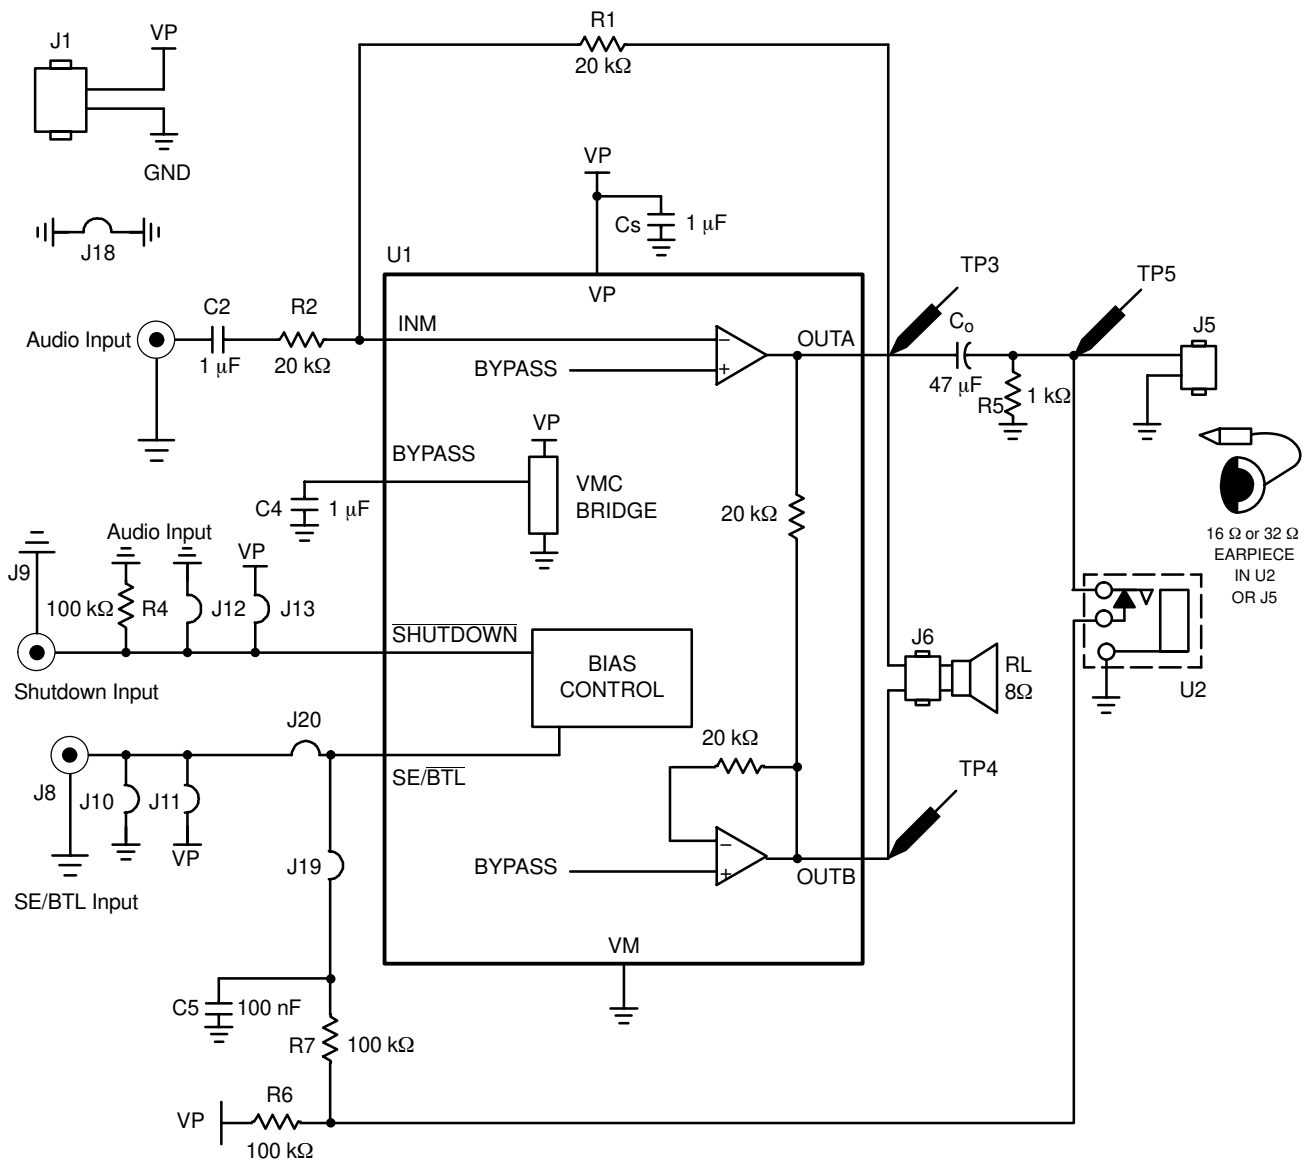 R1
20 kΩ
J1
VP
GND
J18
VP
Cs
1 μF
U1
VP
TP3
TP5
C2
1 μF
R2
20 kΩ
Audio Input
INM
BYPASS
OUTA
Co
47 μF
R5
1 kΩ
J5
BYPASS
VP
VMC
BRIDGE
C4
1 μF
20 kΩ
16 Ω or 32 Ω
EARPIECE
IN U2
OR J5
Audio Input
VP
J9
100 kΩ
R4
J12
J13
SHUTDOWN
BIAS
CONTROL
Shutdown Input
J6
RL
8Ω
U2
J20
SE/BTL
20 kΩ
TP4
J8
J10
J11
VP
J19
SE/BTL Input
BYPASS
OUTB
VM
C5
100 nF
R7
100 kΩ
VP
R6
100 kΩ